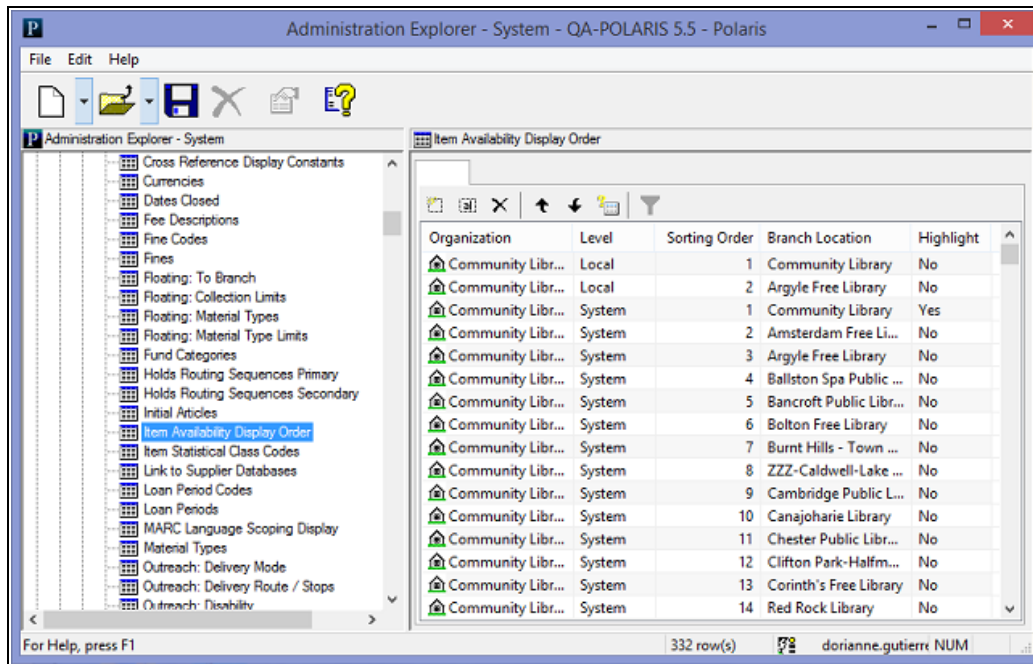 Administration Explorer - System - QA-POLARIS 5.5 - Polaris
File Edit Help
Administration Explorer - System
Cross Reference Display Constants
Currencies
Dates Closed
Fee Descriptions
Fine Codes
Fines
Floating: To Branch
Floating: Collection Limits
Floating: Material Types
Floating: Material Type Limits
Fund Categories
Holds Routing Sequences Primary
Holds Routing Sequences Secondary
Initial Articles
Item Availability Display Order
Item Statistical Class Codes
Link to Supplier Databases
Loan Period Codes
Loan Periods
MARC Language Scoping Display
Material Types
Outreach: Delivery Mode
Outreach: Delivery Route / Stops
Outreach: Disability
Item Availability Display Order
Organization Level Sorting Order Branch Location Highlight
Community Libr... Local 1 Community Library No
Community Libr... Local 2 Argyle Free Library No
Community Libr... System 1 Community Library Yes
Community Libr... System 2 Amsterdam Free Li... No
Community Libr... System 3 Argyle Free Library No
Community Libr... System 4 Ballston Spa Public ... No
Community Libr... System 5 Bancroft Public Libr... No
Community Libr... System 6 Bolton Free Library No
Community Libr... System 7 Burnt Hills - Town ... No
Community Libr... System 8 ZZZ-Caldwell-Lake ... No
Community Libr... System 9 Cambridge Public L... No
Community Libr... System 10 Canajoharie Library No
Community Libr... System 11 Chester Public Libr... No
Community Libr... System 12 Clifton Park-Halfm... No
Community Libr... System 13 Corinth's Free Library No
Community Libr... System 14 Red Rock Library No
For Help, press F1 332 row(s) dorianne.gutierre NUM